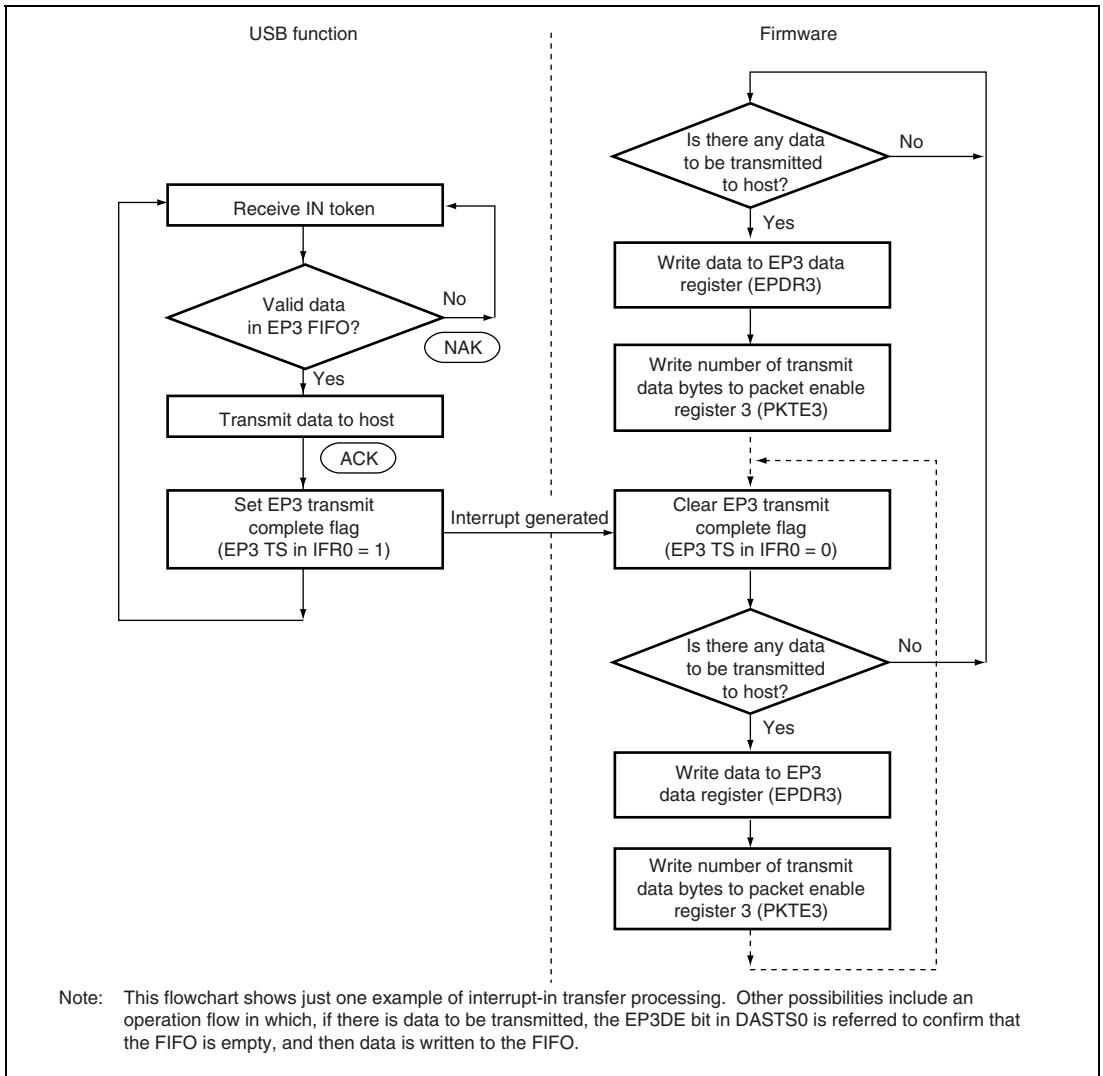 USB function
Firmware
Receive IN token
Valid data
in EP3 FIFO?
No
NAK
Yes
Transmit data to host
ACK
Set EP3 transmit
complete flag
(EP3 TS in IFR0 = 1)
Interrupt generated
Is there any data
to be transmitted
to host?
No
Yes
Write data to EP3 data
register (EPDR3)
Write number of transmit
data bytes to packet enable
register 3 (PKTE3)
Clear EP3 transmit
complete flag
(EP3 TS in IFR0 = 0)
Is there any data
to be transmitted
to host?
No
Yes
Write data to EP3
data register (EPDR3)
Write number of transmit
data bytes to packet enable
register 3 (PKTE3)
Note: This flowchart shows just one example of interrupt-in transfer processing. Other possibilities include an
operation flow in which, if there is data to be transmitted, the EP3DE bit in DASTS0 is referred to confirm that
the FIFO is empty, and then data is written to the FIFO.